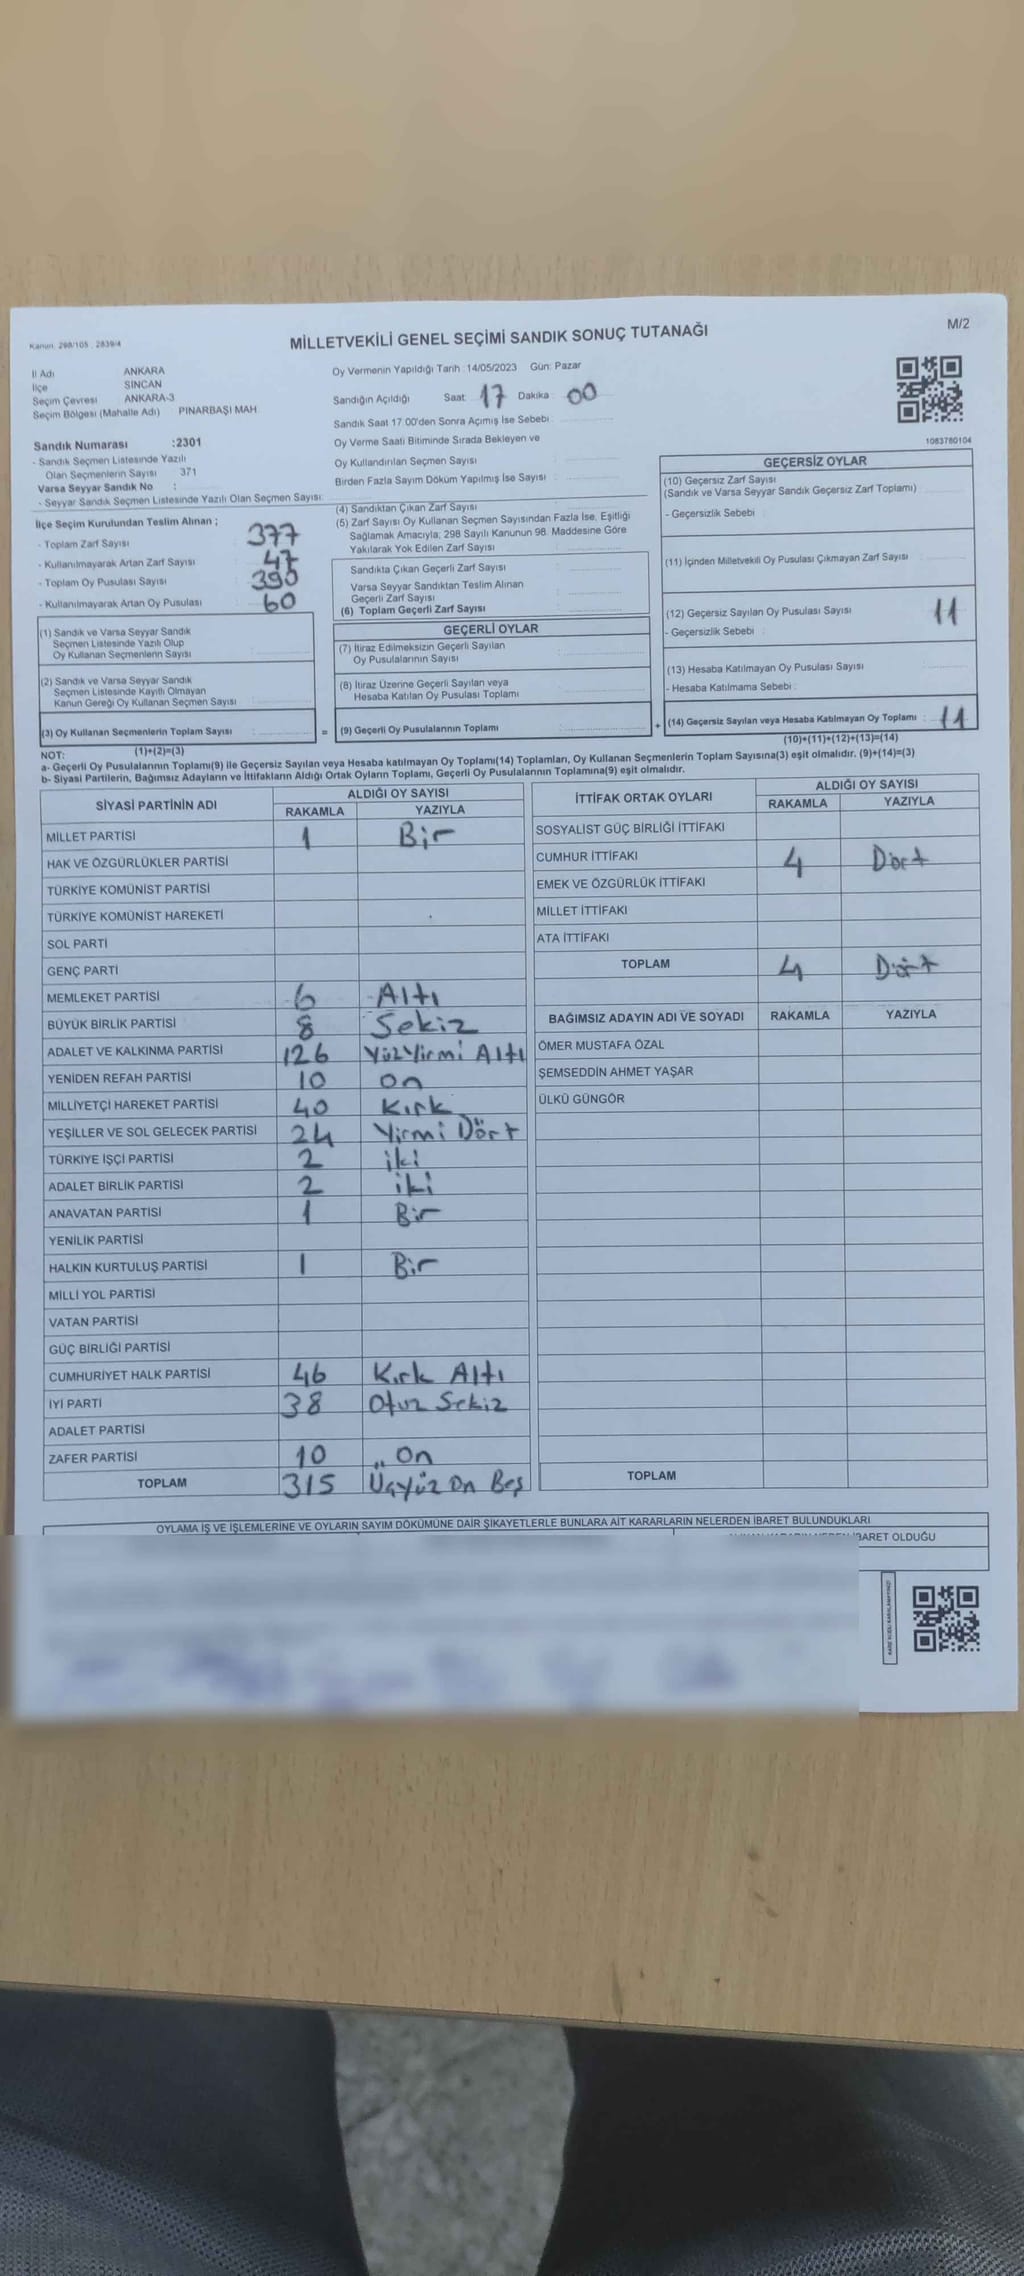 Kanun: 298/105 , 2839/4
MİLLETVEKİLİ GENEL SEÇİMİ SANDIK SONUÇ TUTANAĞI
M/2
İl Adı ANKARA
İlçe SİNCAN
Seçim Çevresi ANKARA-3
Seçim Bölgesi (Mahalle Adı) PINARBAŞI MAH.
Sandık Numarası :2301
- Sandık Seçmen Listesinde Yazılı
Olan Seçmenlerin Sayısı 371
Varsa Seyyar Sandık No :
- Seyyar Sandık Seçmen Listesinde Yazılı Olan Seçmen Sayısı:
Oy Vermenin Yapıldığı Tarih :14/05/2023 Gün: Pazar
Sandığın Açıldığı Saat: 17 Dakika: 00
Sandık Saat 17:00'den Sonra Açımış İse Sebebi :
Oy Verme Saati Bitiminde Sırada Bekleyen ve
Oy Kullandırılan Seçmen Sayısı :
Birden Fazla Sayım Döküm Yapılmış İse Sayısı :
1083780104
İlçe Seçim Kurulundan Teslim Alınan ;
- Toplam Zarf Sayısı 377
- Kullanılmayarak Artan Zarf Sayısı 47
- Toplam Oy Pusulası Sayısı 390
- Kullanılmayarak Artan Oy Pusulası 60
(1) Sandık ve Varsa Seyyar Sandık
Seçmen Listesinde Yazılı Olup
Oy Kullanan Seçmenlerin Sayısı :
(2) Sandık ve Varsa Seyyar Sandık
Seçmen Listesinde Kayıtlı Olmayan
Kanun Gereği Oy Kullanan Seçmen Sayısı :
(3) Oy Kullanan Seçmenlerin Toplam Sayısı :
(1)+(2)=(3)
(4) Sandıktan Çıkan Zarf Sayısı :
(5) Zarf Sayısı Oy Kullanan Seçmen Sayısından Fazla İse, Eşitliği
Sağlamak Amacıyla; 298 Sayılı Kanunun 98. Maddesine Göre
Yakılarak Yok Edilen Zarf Sayısı :
Sandıkta Çıkan Geçerli Zarf Sayısı :
Varsa Seyyar Sandıktan Teslim Alınan
Geçerli Zarf Sayısı :
(6) Toplam Geçerli Zarf Sayısı :
GEÇERLİ OYLAR
(7) İtiraz Edilmeksizin Geçerli Sayılan
Oy Pusulalarının Sayısı :
(8) İtiraz Üzerine Geçerli Sayılan veya
Hesaba Katılan Oy Pusulası Toplamı :
= (9) Geçerli Oy Pusulalarının Toplamı :
GEÇERSİZ OYLAR
(10) Geçersiz Zarf Sayısı
(Sandık ve Varsa Seyyar Sandık Geçersiz Zarf Toplamı) :
- Geçersizlik Sebebi :
(11) İçinden Milletvekili Oy Pusulası Çıkmayan Zarf Sayısı :
(12) Geçersiz Sayılan Oy Pusulası Sayısı : 11
- Geçersizlik Sebebi :
(13) Hesaba Katılmayan Oy Pusulası Sayısı :
- Hesaba Katılmama Sebebi :
+ (14) Geçersiz Sayılan veya Hesaba Katılmayan Oy Toplamı : 11
(10)+(11)+(12)+(13)=(14)
NOT:
a- Geçerli Oy Pusulalarının Toplamı(9) ile Geçersiz Sayılan veya Hesaba katılmayan Oy Toplamı(14) Toplamları, Oy Kullanan Seçmenlerin Toplam Sayısına(3) eşit olmalıdır. (9)+(14)=(3)
b- Siyasi Partilerin, Bağımsız Adayların ve İttifakların Aldığı Ortak Oyların Toplamı, Geçerli Oy Pusulalarının Toplamına(9) eşit olmalıdır.
SİYASİ PARTİNİN ADI ALDIĞI OY SAYISI
RAKAMLA YAZIYLA
MİLLET PARTİSİ 1 Bir
HAK VE ÖZGÜRLÜKLER PARTİSİ
TÜRKİYE KOMÜNİST PARTİSİ
TÜRKİYE KOMÜNİST HAREKETİ
SOL PARTİ
GENÇ PARTİ
MEMLEKET PARTİSİ 6 Altı
BÜYÜK BİRLİK PARTİSİ 8 Sekiz
ADALET VE KALKINMA PARTİSİ 126 Yüz Yirmi Altı
YENİDEN REFAH PARTİSİ 10 On
MİLLİYETÇİ HAREKET PARTİSİ 40 Kırk
YEŞİLLER VE SOL GELECEK PARTİSİ 24 Yirmi Dört
TÜRKİYE İŞÇİ PARTİSİ 2 iki
ADALET BİRLİK PARTİSİ 2 iki
ANAVATAN PARTİSİ 1 Bir
YENİLİK PARTİSİ
HALKIN KURTULUŞ PARTİSİ 1 Bir
MİLLİ YOL PARTİSİ
VATAN PARTİSİ
GÜÇ BİRLİĞİ PARTİSİ
CUMHURİYET HALK PARTİSİ 46 Kırk Altı
İYİ PARTİ 38 Otuz Sekiz
ADALET PARTİSİ
ZAFER PARTİSİ 10 On
TOPLAM 315 Üçyüz On Beş
İTTİFAK ORTAK OYLARI ALDIĞI OY SAYISI
RAKAMLA YAZIYLA
SOSYALİST GÜÇ BİRLİĞİ İTTİFAKI
CUMHUR İTTİFAKI 4 Dört
EMEK VE ÖZGÜRLÜK İTTİFAKI
MİLLET İTTİFAKI
ATA İTTİFAKI
TOPLAM 4 Dört
BAĞIMSIZ ADAYIN ADI VE SOYADI RAKAMLA YAZIYLA
ÖMER MUSTAFA ÖZAL
ŞEMSEDDİN AHMET YAŞAR
ÜLKÜ GÜNGÖR
TOPLAM
OYLAMA İŞ VE İŞLEMLERİNE VE OYLARIN SAYIM DÖKÜMÜNE DAİR ŞİKAYETLERLE BUNLARA AİT KARARLARIN NELERDEN İBARET BULUNDUKLARI
İBARET OLDUĞU